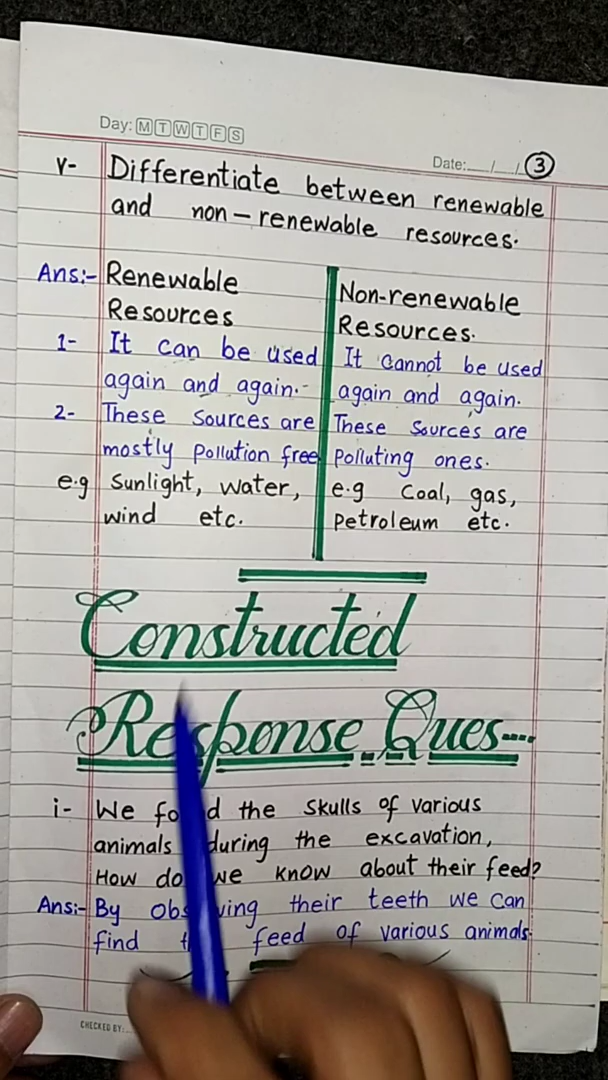 Day: M T W T F S
Date:__/__/ 3
v- Differentiate between renewable
and non-renewable resources.
Ans:- Renewable
Resources
1- It can be used
again and again.
2- These Sources are
mostly pollution free
e.g Sunlight, water,
wind etc.
Non-renewable
Resources.
It cannot be used
again and again.
These Sources are
polluting ones.
e.g Coal, gas,
petroleum etc.
Constructed
Response Ques....
i- We the skulls of various
animals during the excavation,
How do we know about their feed?
Ans:- By their teeth we can
find feed of various animals.
CHECKED BY: